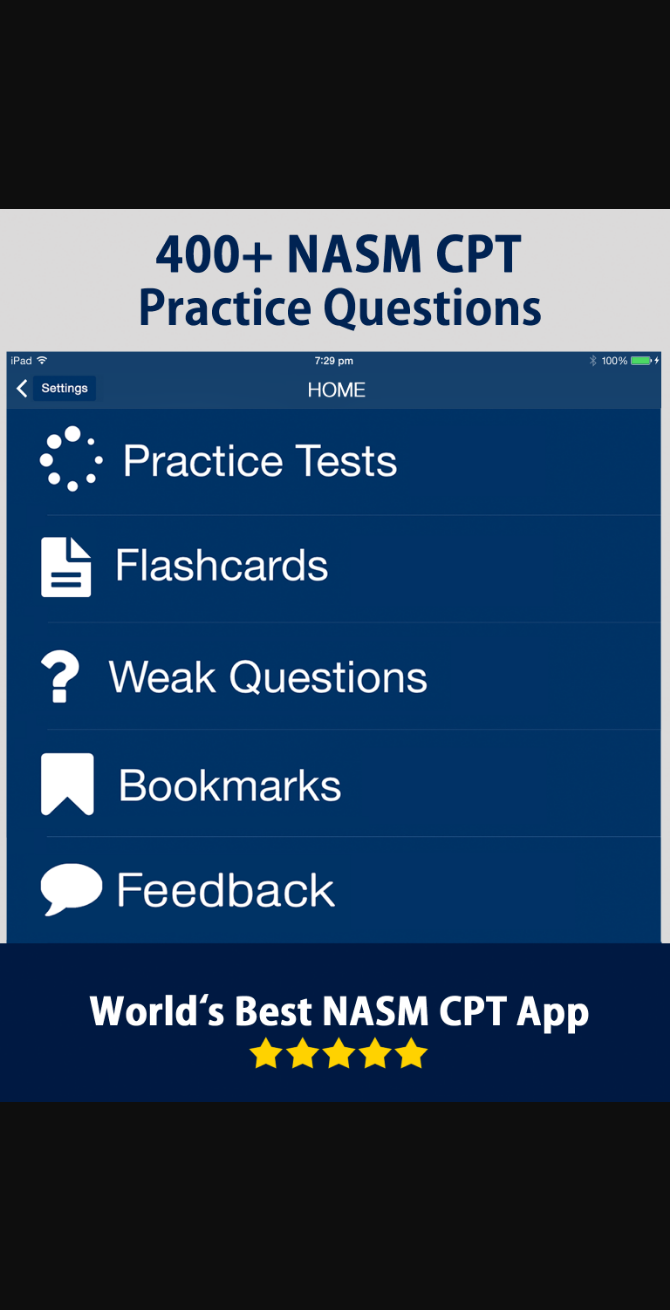 400+ NASM CPT
Practice Questions
iPad 7:29 pm 100%
Settings HOME
Practice Tests
Flashcards
Weak Questions
Bookmarks
Feedback
World‘s Best NASM CPT App